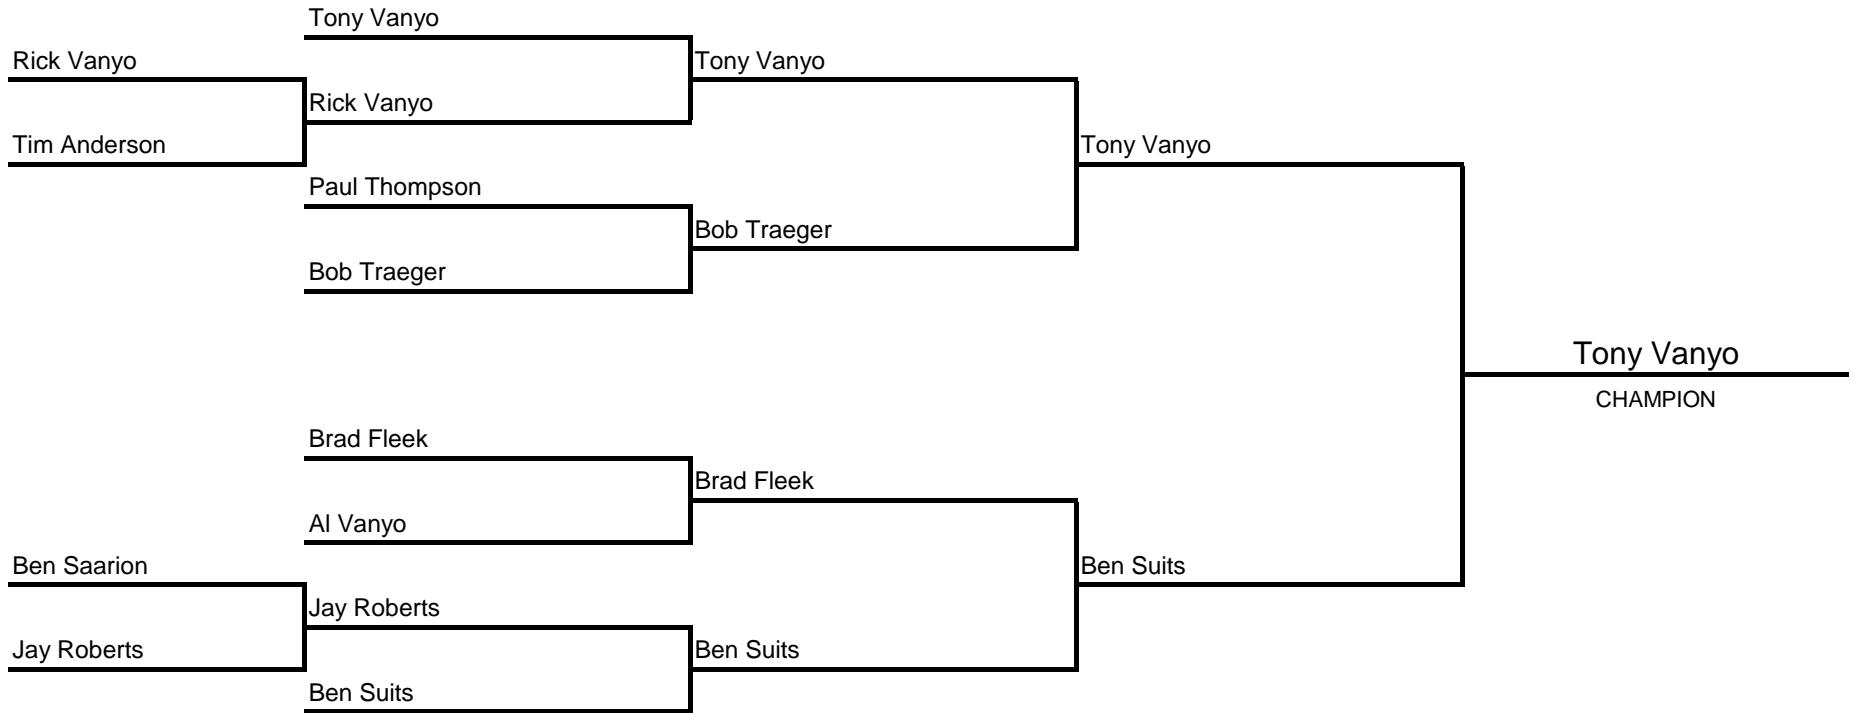 Tony Vanyo
Rick Vanyo
Tony Vanyo
Rick Vanyo
Tim Anderson
Tony Vanyo
Paul Thompson
Bob Traeger
Bob Traeger
Tony Vanyo
CHAMPION
Brad Fleek
Brad Fleek
Al Vanyo
Ben Saarion
Ben Suits
Jay Roberts
Jay Roberts
Ben Suits
Ben Suits